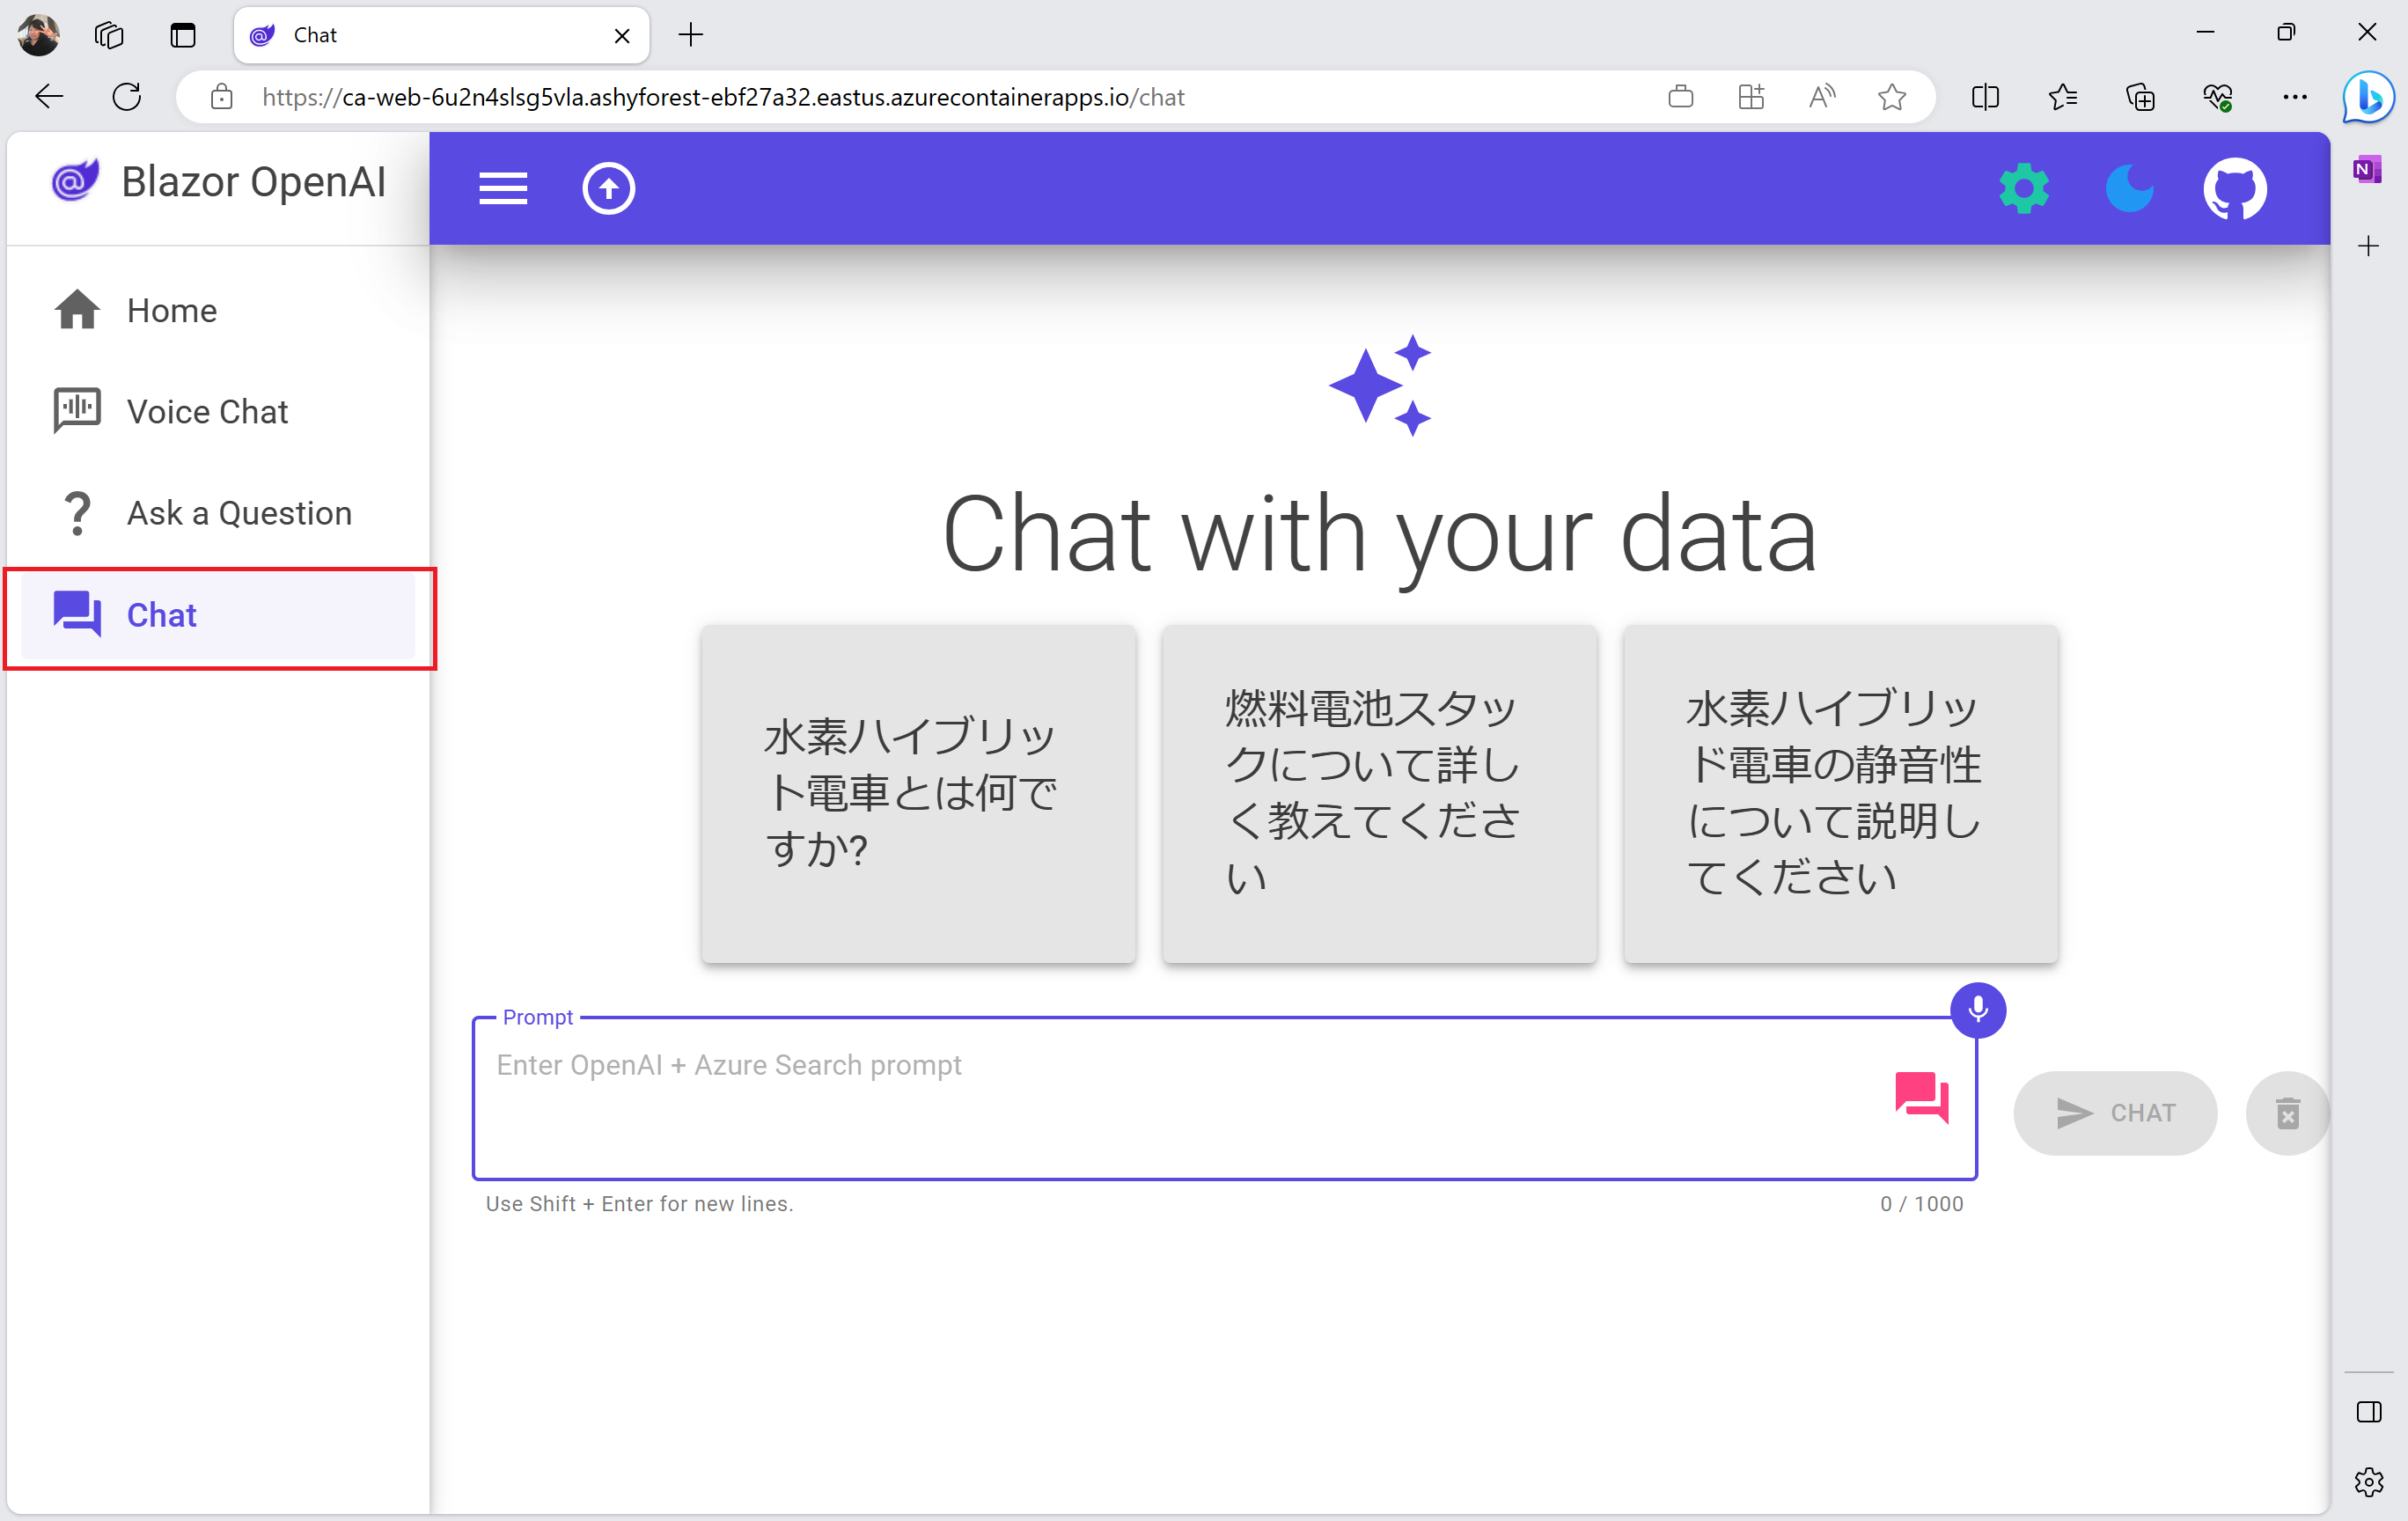 Chat
https://ca-web-6u2n4slsg5vla.ashyforest-ebf27a32.eastus.azurecontainerapps.io/chat
Blazor OpenAI
Home
Voice Chat
Ask a Question
Chat
Chat with your data
水素ハイブリッ
ト電車とは何で
すか?
燃料電池スタッ
クについて詳し
く教えてくださ
い
水素ハイブリッ
ド電車の静音性
について説明し
てください
Prompt
Enter OpenAI + Azure Search prompt
CHAT
Use Shift + Enter for new lines.
0 / 1000